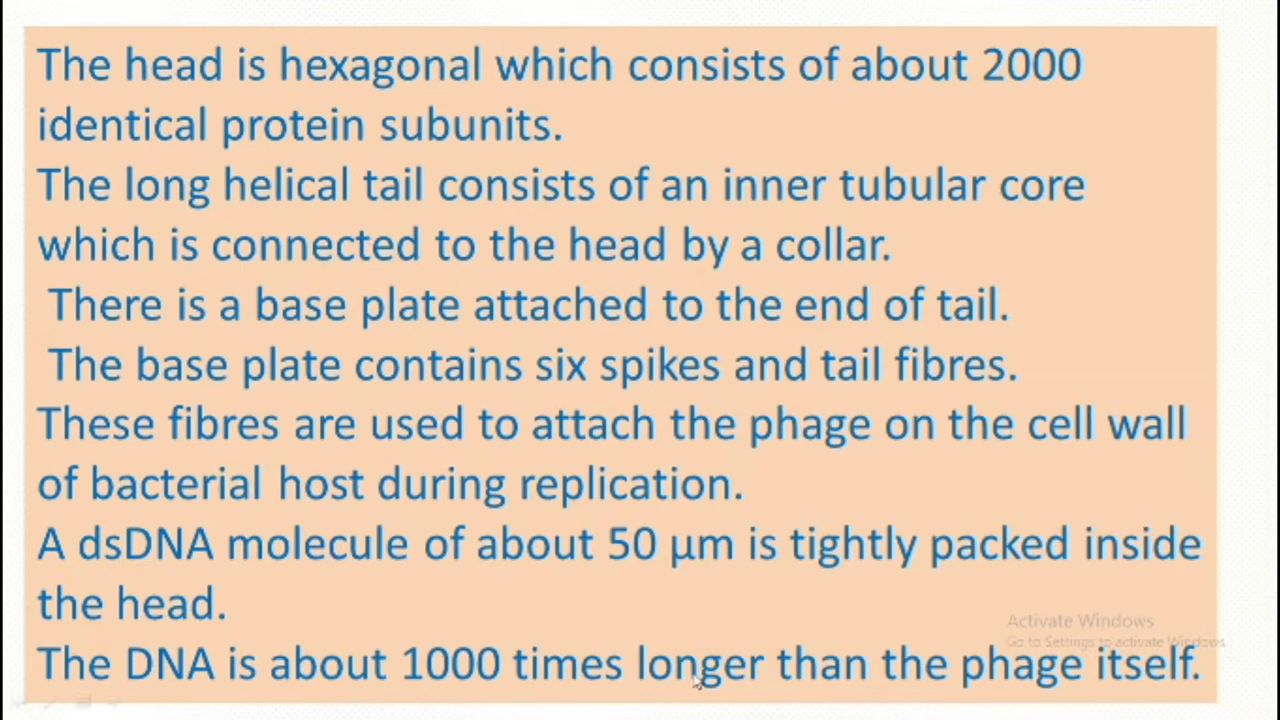 The head is hexagonal which consists of about 2000
identical protein subunits.
The long helical tail consists of an inner tubular core
which is connected to the head by a collar.
There is a base plate attached to the end of tail.
The base plate contains six spikes and tail fibres.
These fibres are used to attach the phage on the cell wall
of bacterial host during replication.
A dsDNA molecule of about 50 μm is tightly packed inside
the head.
Activate Windows
Go to Settings to activate Windows
The DNA is about 1000 times longer than the phage itself.